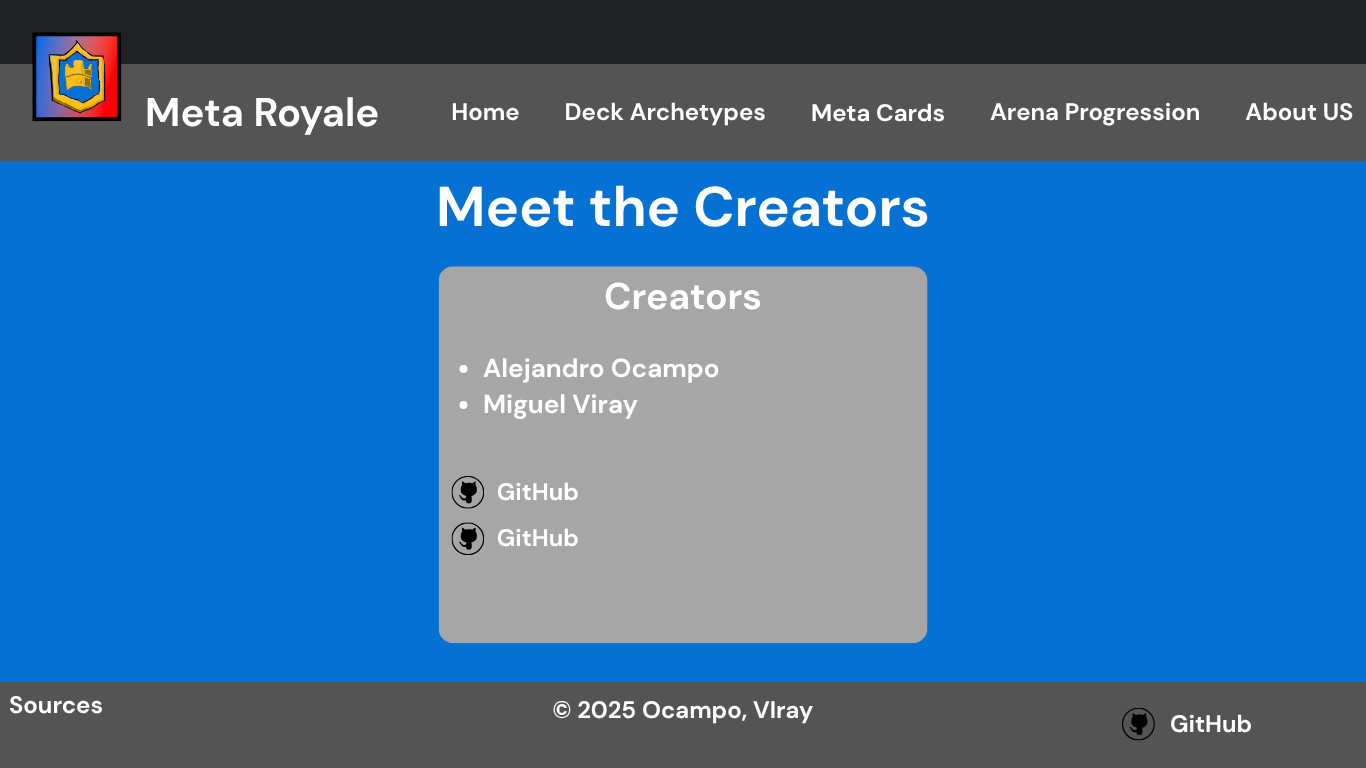 Meta Royale
Home
Deck Archetypes
Meta Cards
Arena Progression
About US
Meet the Creators
Creators
• Alejandro Ocampo
• Miguel Viray
GitHub
GitHub
Sources
© 2025 Ocampo, VIray
GitHub